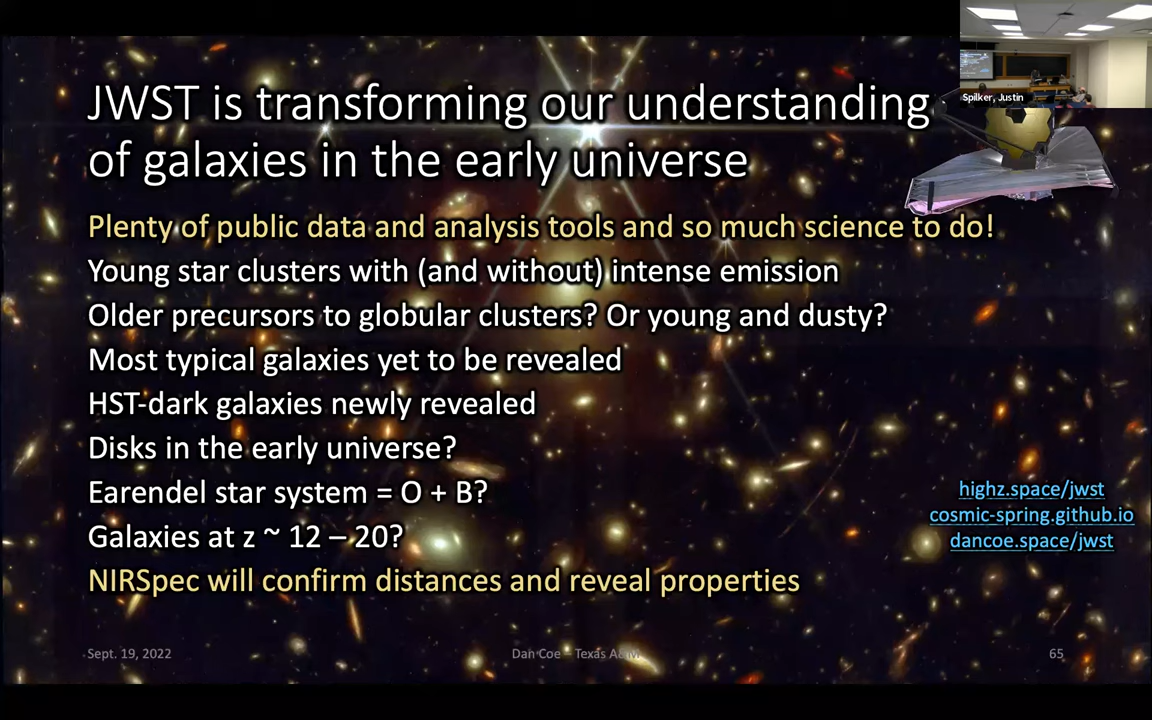 Spilker, Justin
JWST is transforming our understanding
of galaxies in the early universe
Plenty of public data and analysis tools and so much science to do!
Young star clusters with (and without) intense emission
Older precursors to globular clusters? Or young and dusty?
Most typical galaxies yet to be revealed
HST-dark galaxies newly revealed
Disks in the early universe?
Earendel star system = O + B?
Galaxies at z ~ 12 – 20?
NIRSpec will confirm distances and reveal properties
highz.space/jwst
cosmic-spring.github.io
dancoe.space/jwst
Sept. 19, 2022
Dan Coe – Texas A&M
65